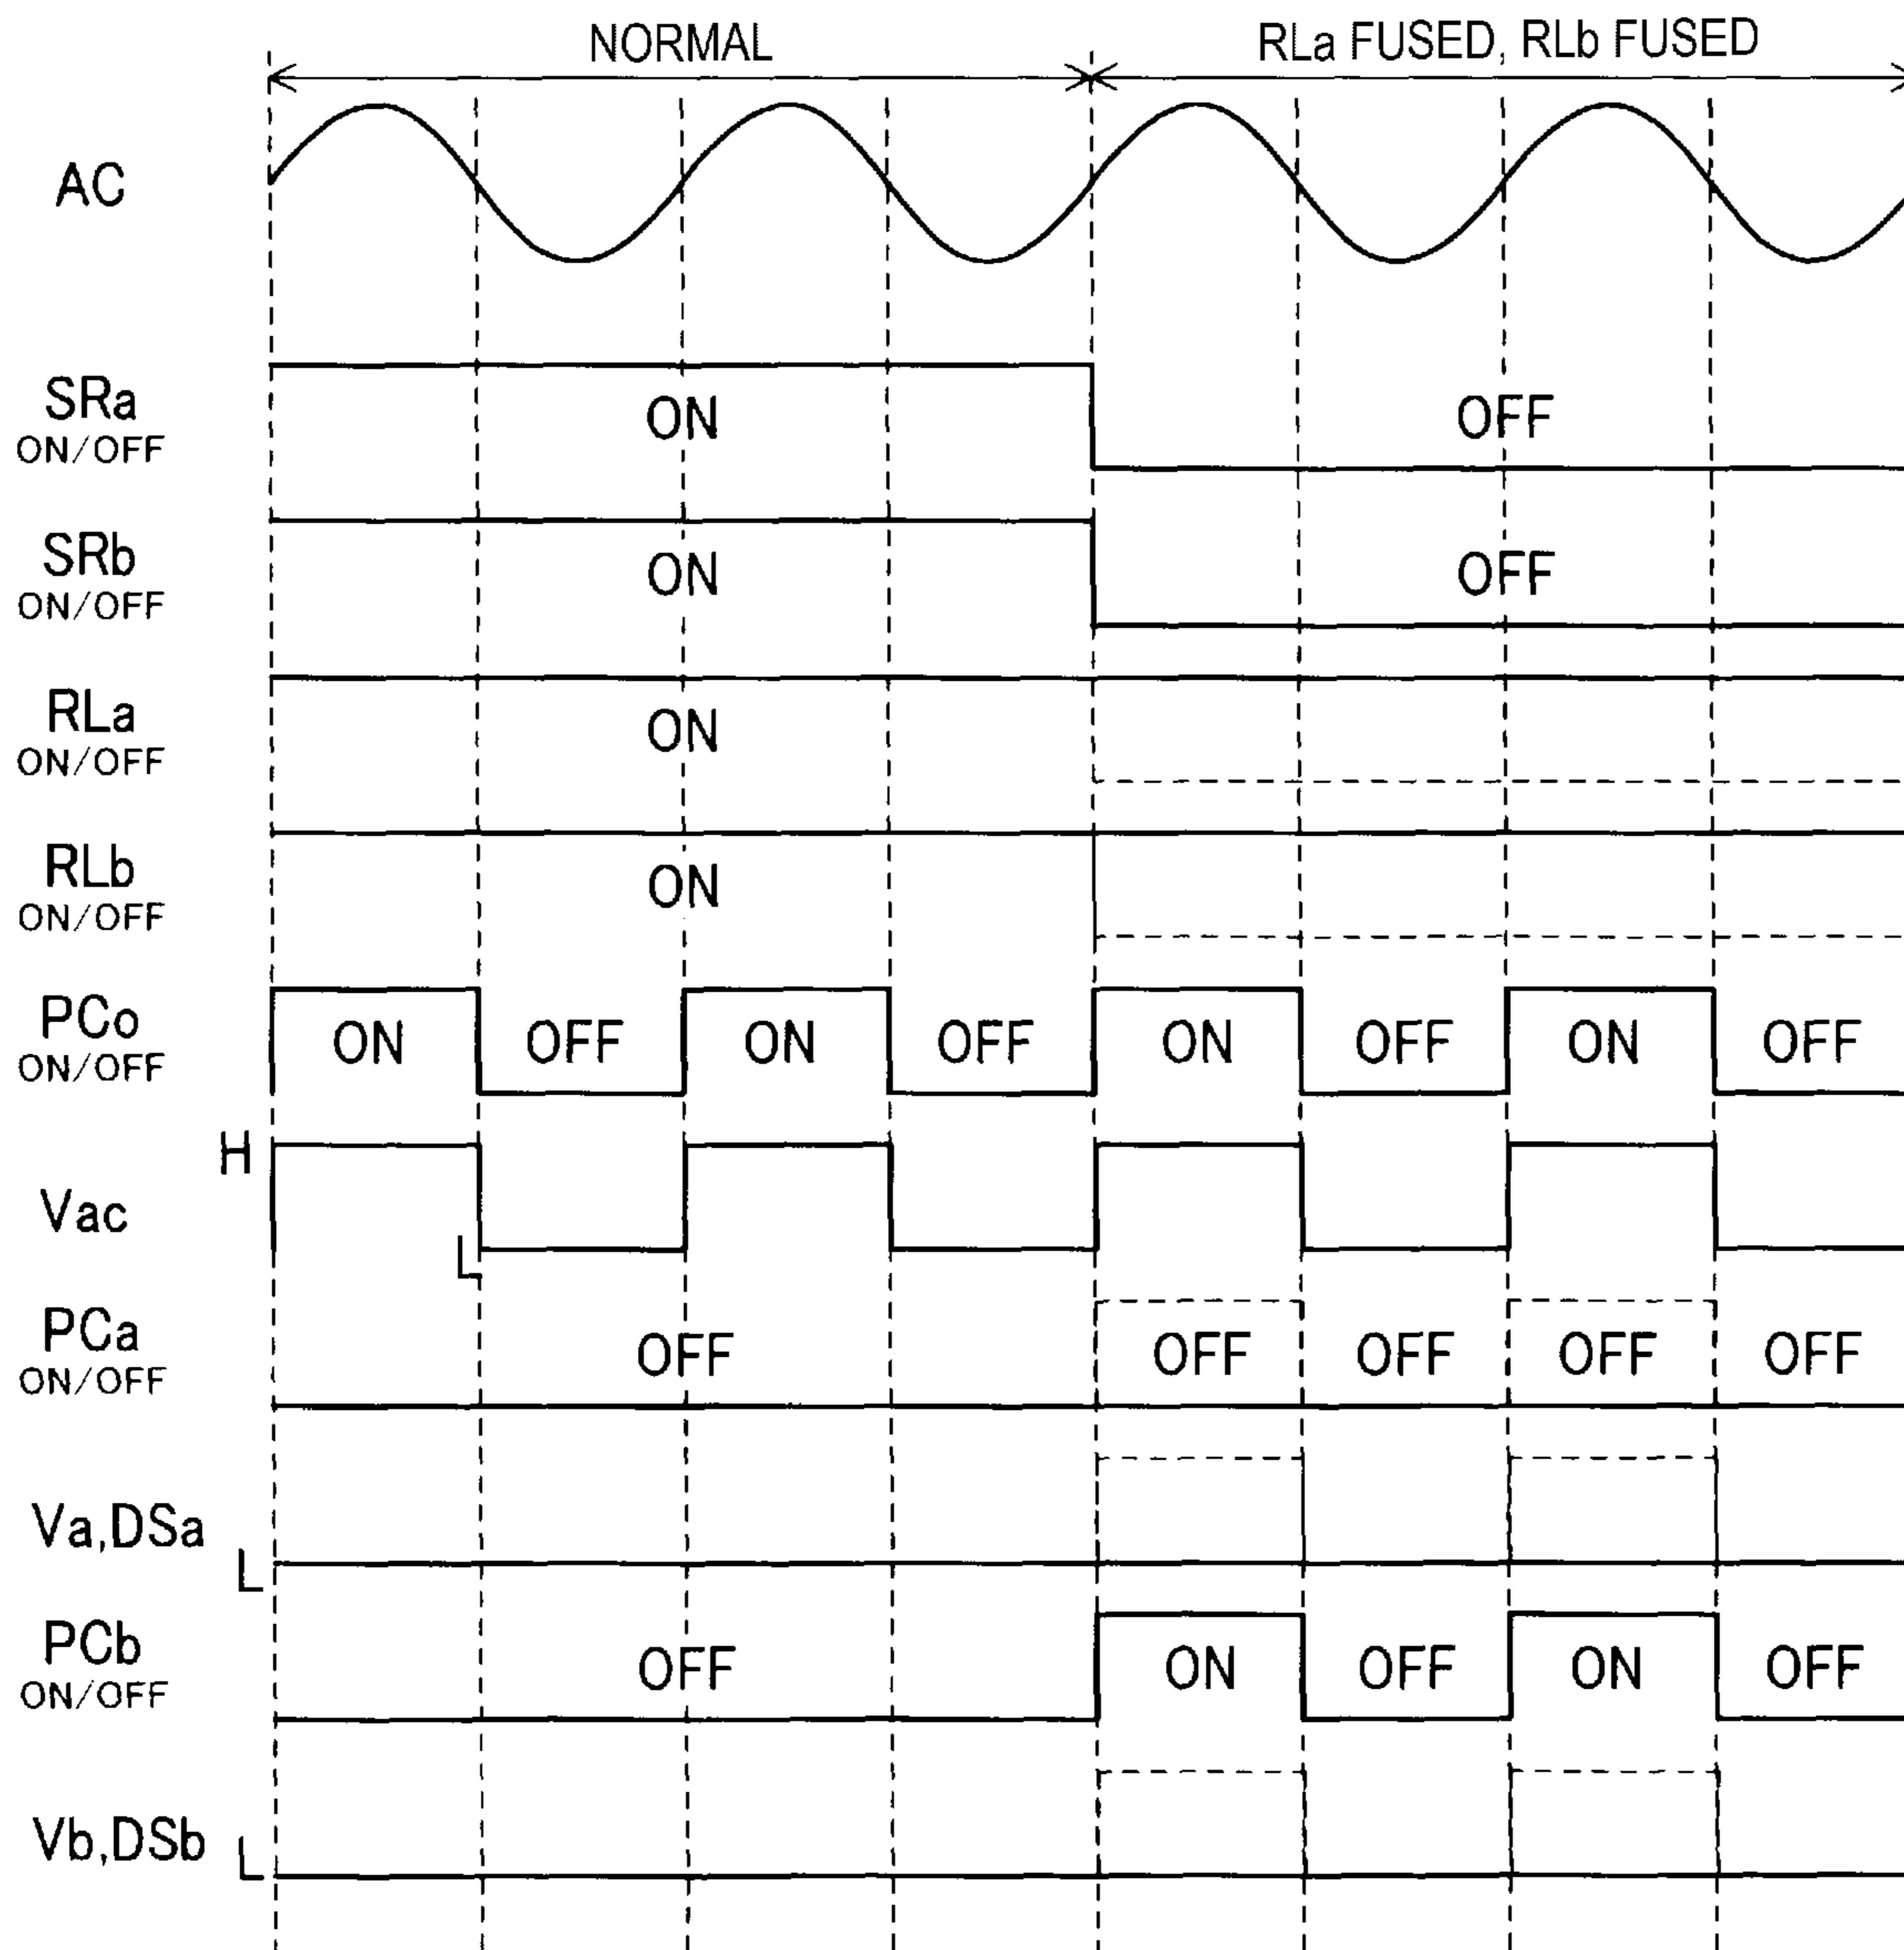 NORMAL
RLa FUSED, RLb FUSED
AC
SRa
ON/OFF
ON
OFF
SRb
ON/OFF
ON
OFF
RLa
ON/OFF
ON
RLb
ON/OFF
ON
PCo
ON/OFF
ON OFF ON OFF ON OFF ON OFF
H
Vac
L
PCa
ON/OFF
OFF OFF OFF OFF OFF
Va,DSa
L
PCb
ON/OFF
OFF ON OFF ON OFF
Vb,DSb
L